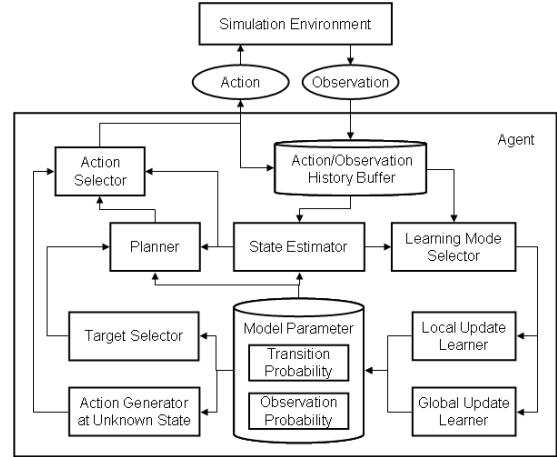 Simulation Environment
Action
Observation
Agent
Action
Selector
Action/Observation
History Buffer
Planner
State Estimator
Learning Mode
Selector
Target Selector
Model Parameter
Transition
Probability
Observation
Probability
Local Update
Learner
Action Generator
at Unknown State
Global Update
Learner